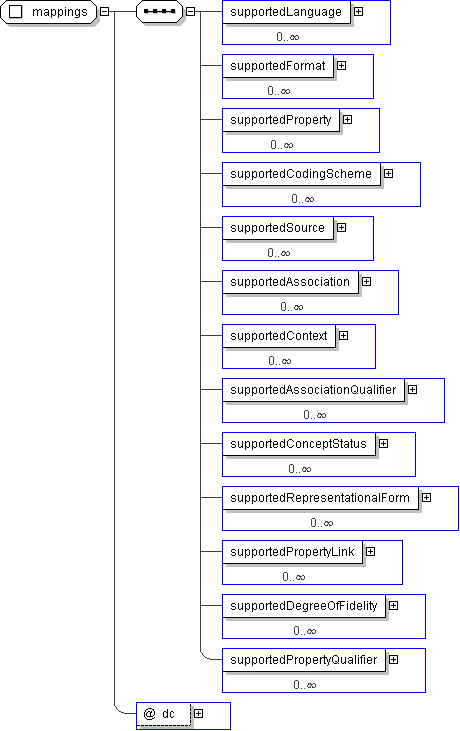 mappings
supportedLanguage
0..∞
supportedFormat
0..∞
supportedProperty
0..∞
supportedCodingScheme
0..∞
supportedSource
0..∞
supportedAssociation
0..∞
supportedContext
0..∞
supportedAssociationQualifier
0..∞
supportedConceptStatus
0..∞
supportedRepresentationalForm
0..∞
supportedPropertyLink
0..∞
supportedDegreeOfFidelity
0..∞
supportedPropertyQualifier
0..∞
@ dc